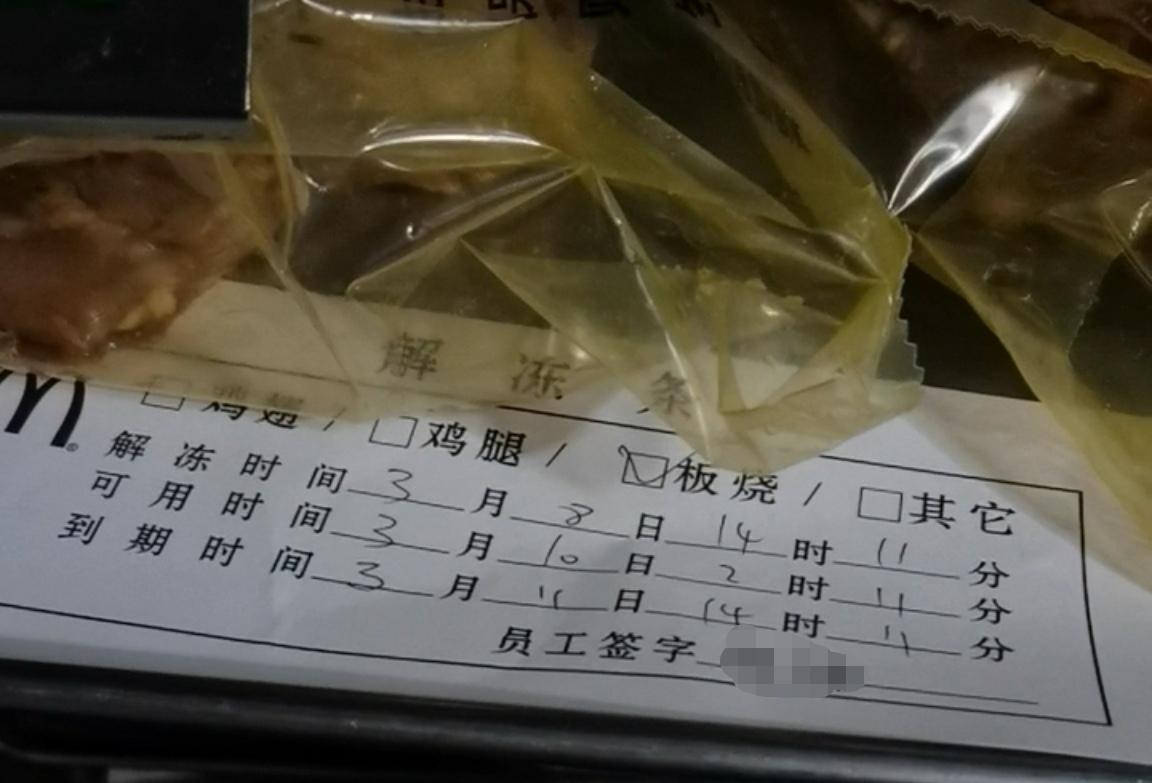 解冻条
□鸡翅 / □鸡腿 / ☑板烧 / □其它
解冻时间 3 月 8 日 14 时 11 分
可用时间 3 月 10 日 2 时 11 分
到期时间 3 月 11 日 14 时 11 分
员工签字